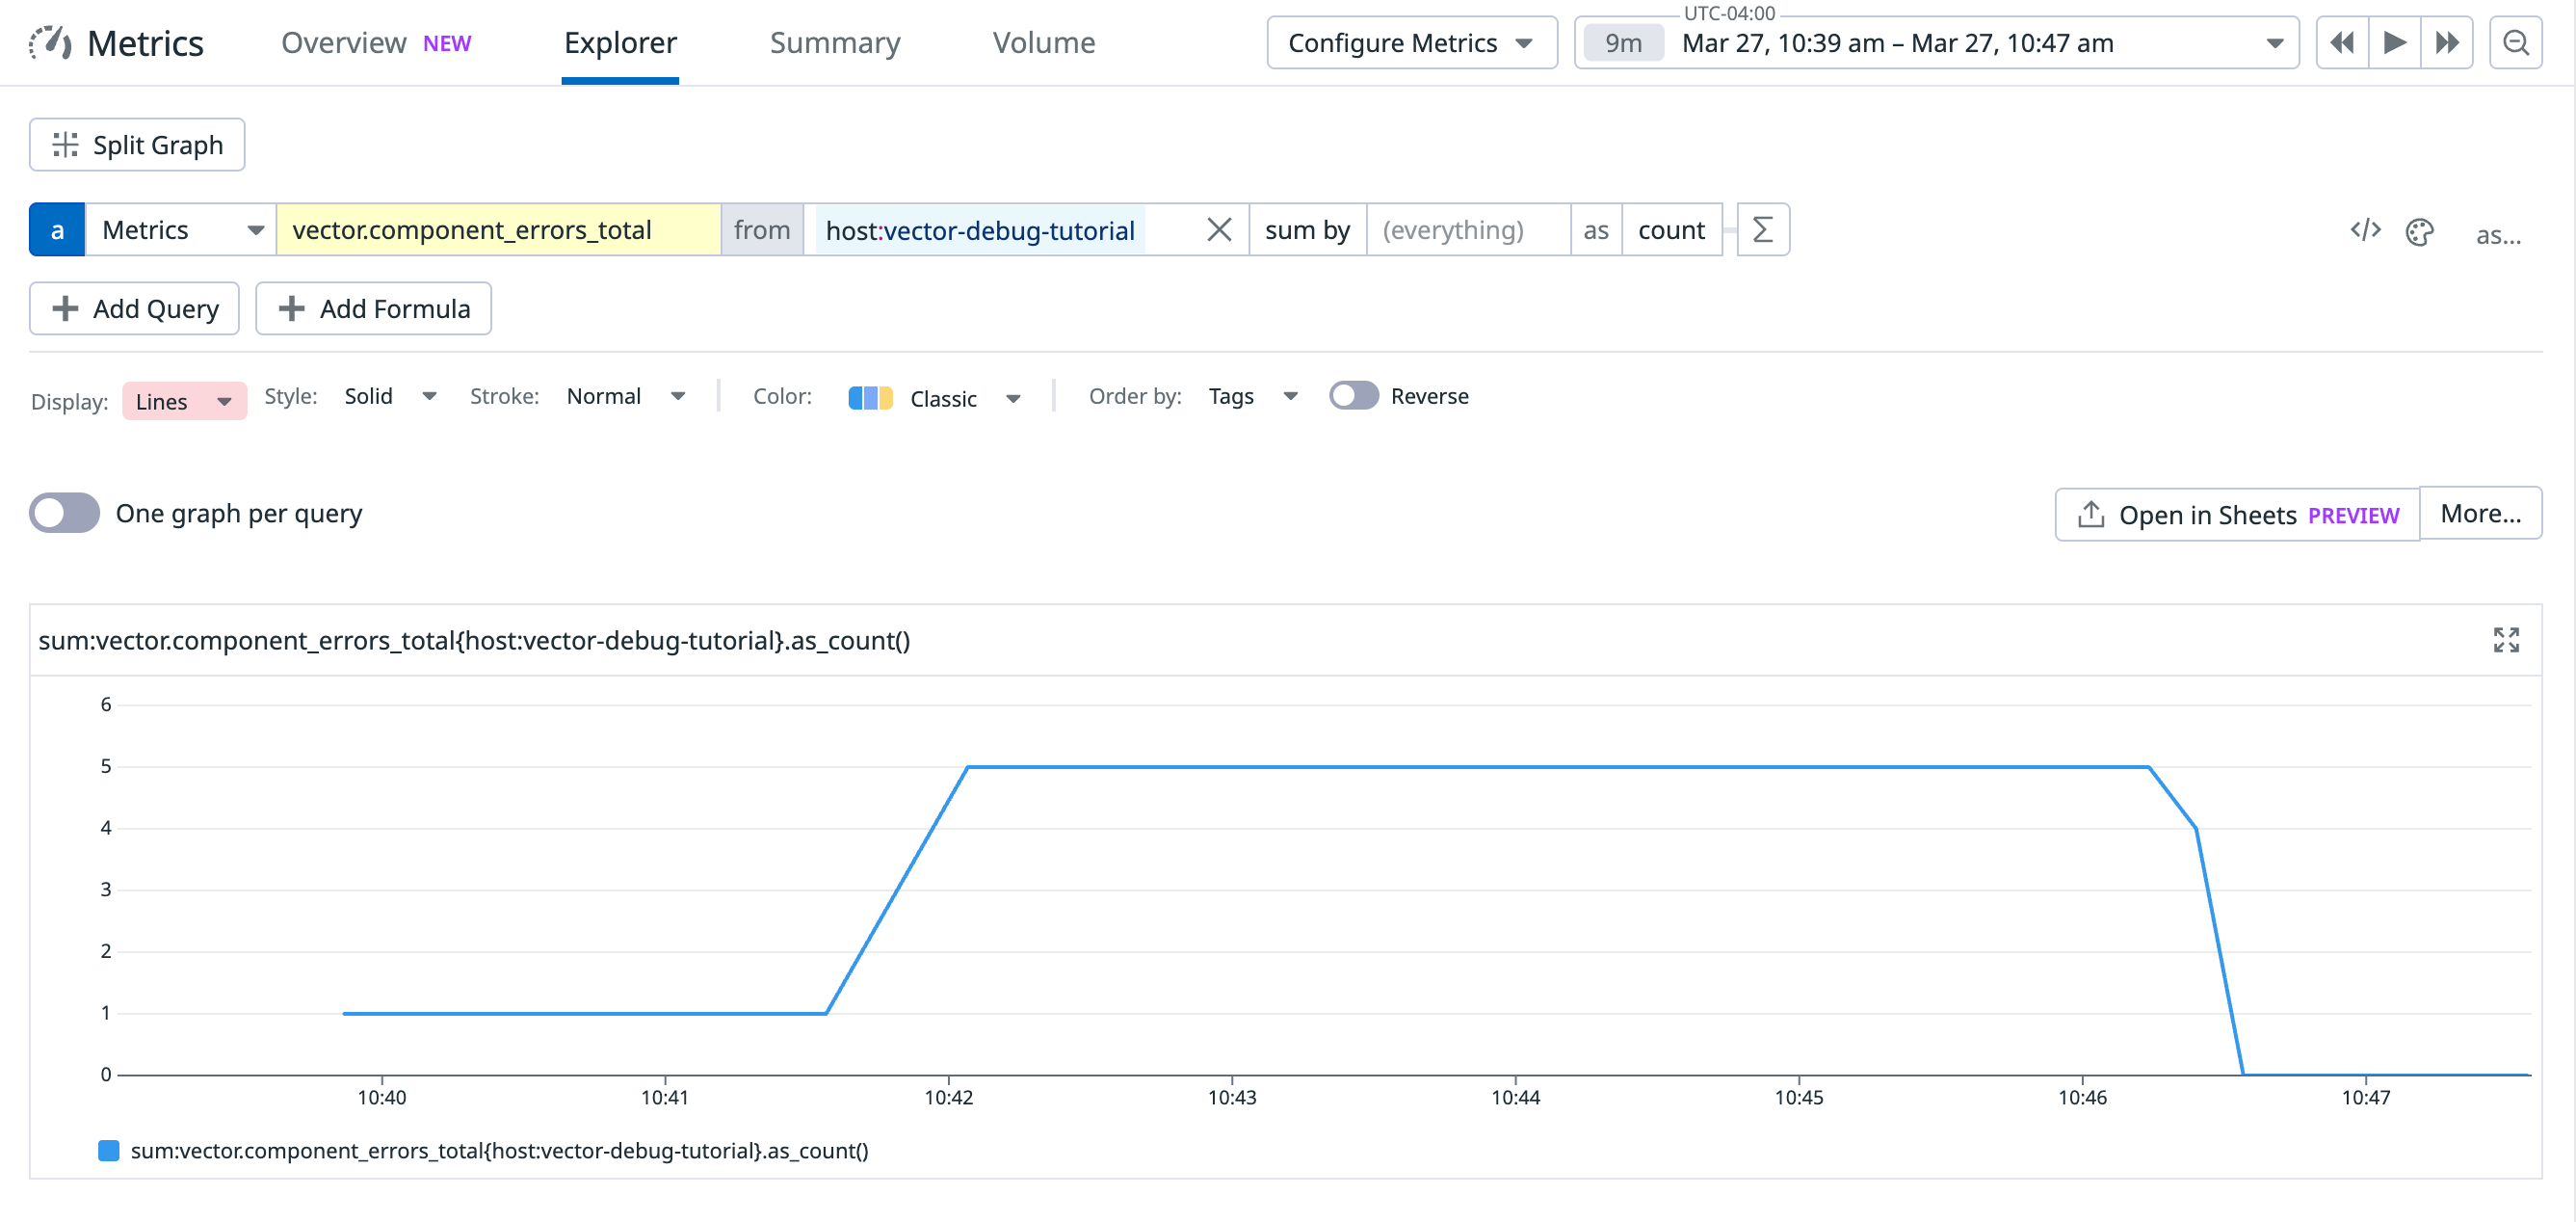 UTC-04:00
Metrics Overview NEW Explorer Summary Volume Configure Metrics 9m Mar 27, 10:39 am – Mar 27, 10:47 am
Split Graph
a Metrics vector.component_errors_total from host:vector-debug-tutorial sum by (everything) as count Σ </> as...
Add Query Add Formula
Display: Lines Style: Solid Stroke: Normal Color: Classic Order by: Tags Reverse
One graph per query Open in Sheets PREVIEW More...
sum:vector.component_errors_total{host:vector-debug-tutorial}.as_count()
6
5
4
3
2
1
0
10:40 10:41 10:42 10:43 10:44 10:45 10:46 10:47
sum:vector.component_errors_total{host:vector-debug-tutorial}.as_count()